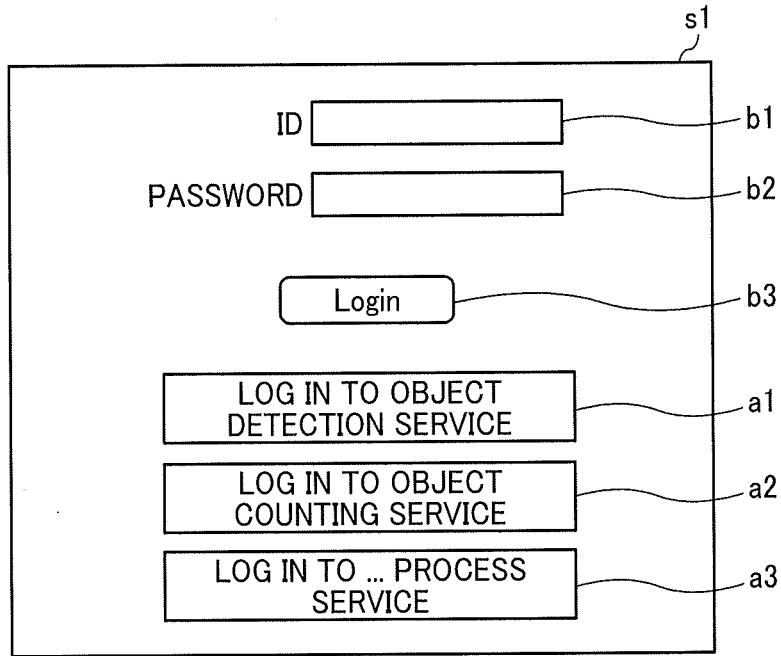 s1
ID
b1
PASSWORD
b2
Login
b3
LOG IN TO OBJECT
DETECTION SERVICE
a1
LOG IN TO OBJECT
COUNTING SERVICE
a2
LOG IN TO ... PROCESS
SERVICE
a3